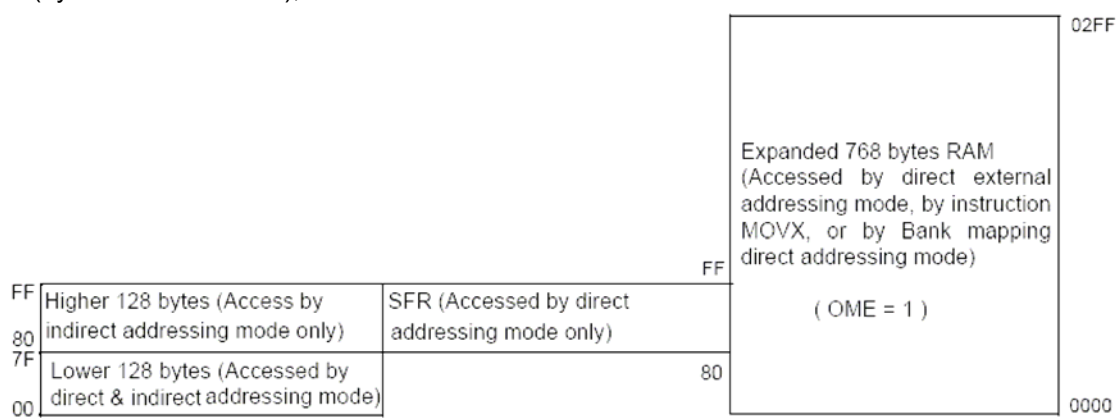 02FF
Expanded 768 bytes RAM
(Accessed by direct external
addressing mode, by instruction
MOVX, or by Bank mapping
direct addressing mode)
( OME = 1 )
0000
FF
Higher 128 bytes (Access by
indirect addressing mode only)
80
7F
Lower 128 bytes (Accessed by
direct & indirect addressing mode)
00
FF
SFR (Accessed by direct
addressing mode only)
80